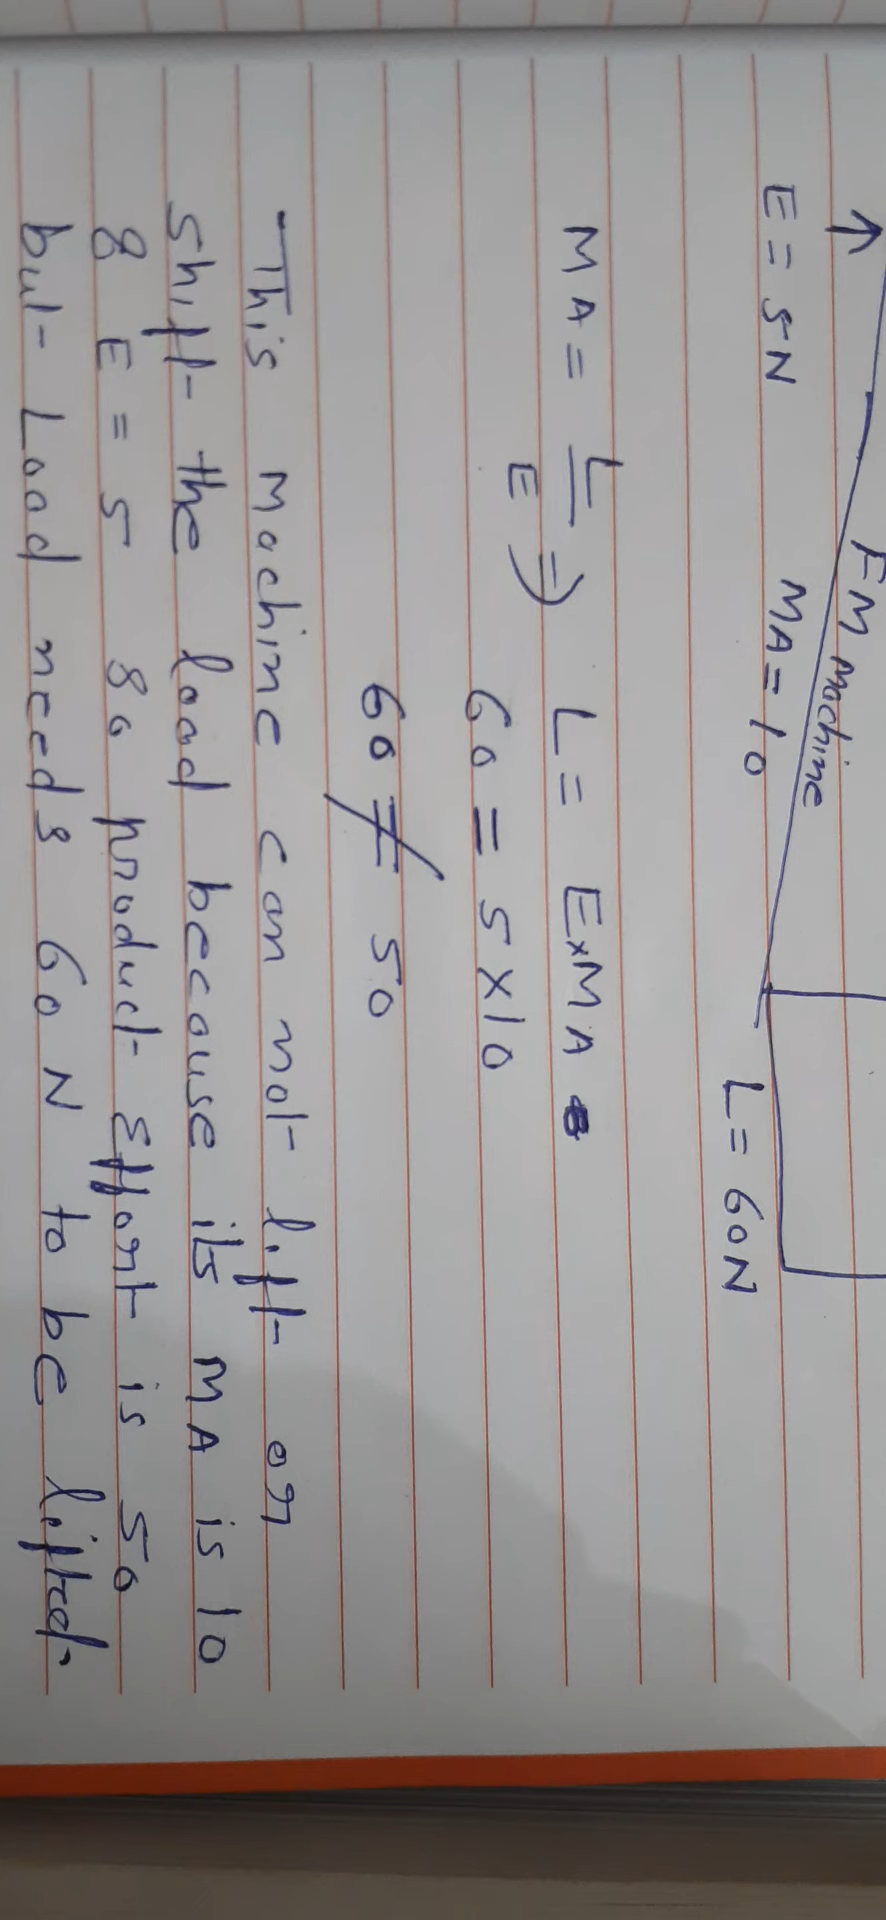 FM Machine
E = 5N MA = 10
L = 60N
MA = L/E ⇒ L = E×MA
60 = 5×10
60 ≠ 50
This Machine can not lift or
shift the load because its MA is 10
& E = 5 so product Effort is 50
but Load needs 60 N to be lifted.